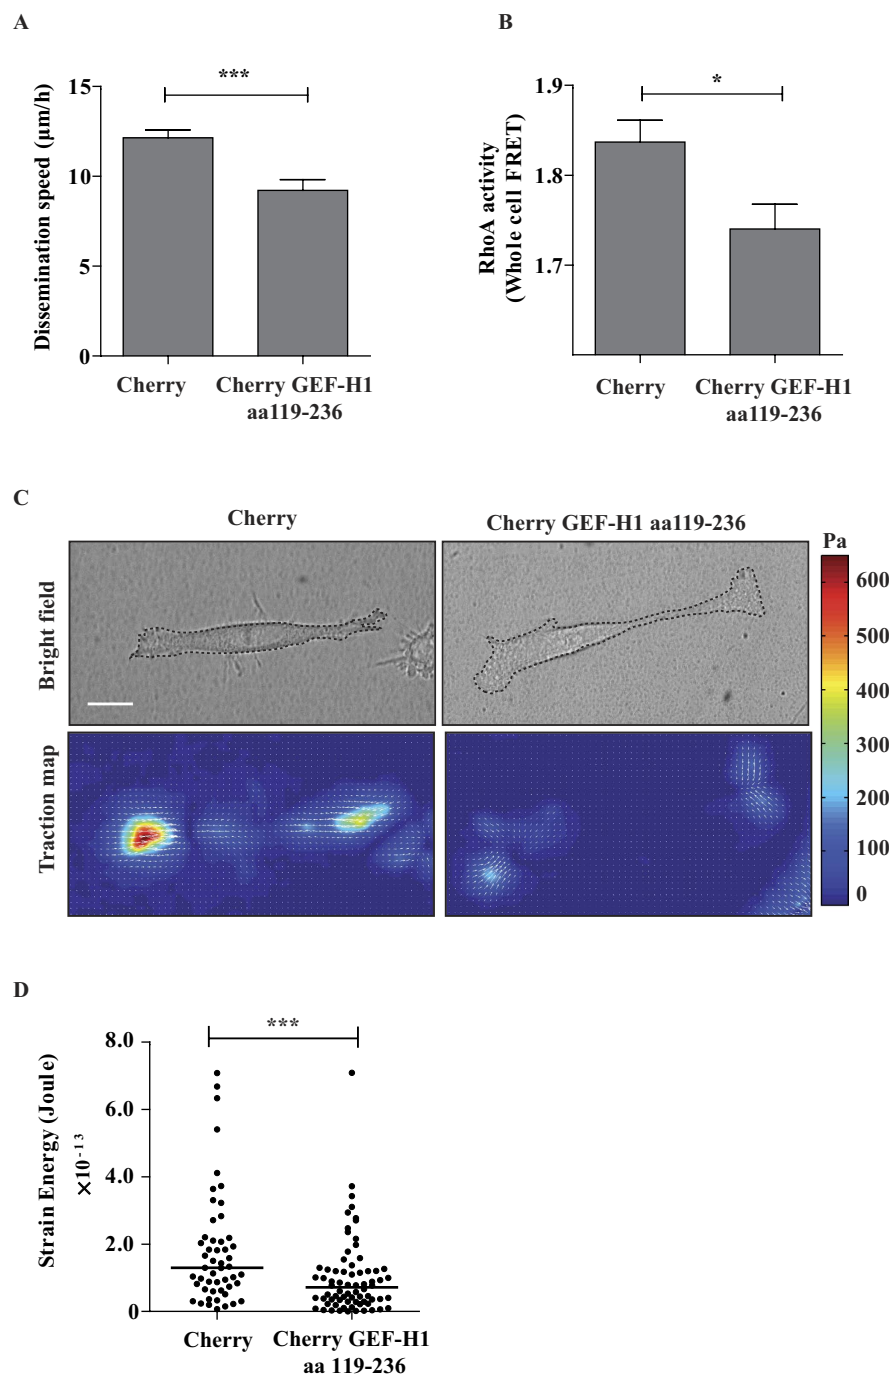 A
Dissemination speed (μm/h)
15
10
5
0
***
Cherry
Cherry GEF-H1
aa119-236
B
RhoA activity
(Whole cell FRET)
1.9
1.8
1.7
*
Cherry
Cherry GEF-H1
aa119-236
C
Cherry
Cherry GEF-H1 aa119-236
Bright field
Traction map
Pa
600
500
400
300
200
100
0
D
Strain Energy (Joule)
×10⁻¹³
8.0
6.0
4.0
2.0
0
***
Cherry
Cherry GEF-H1
aa 119-236